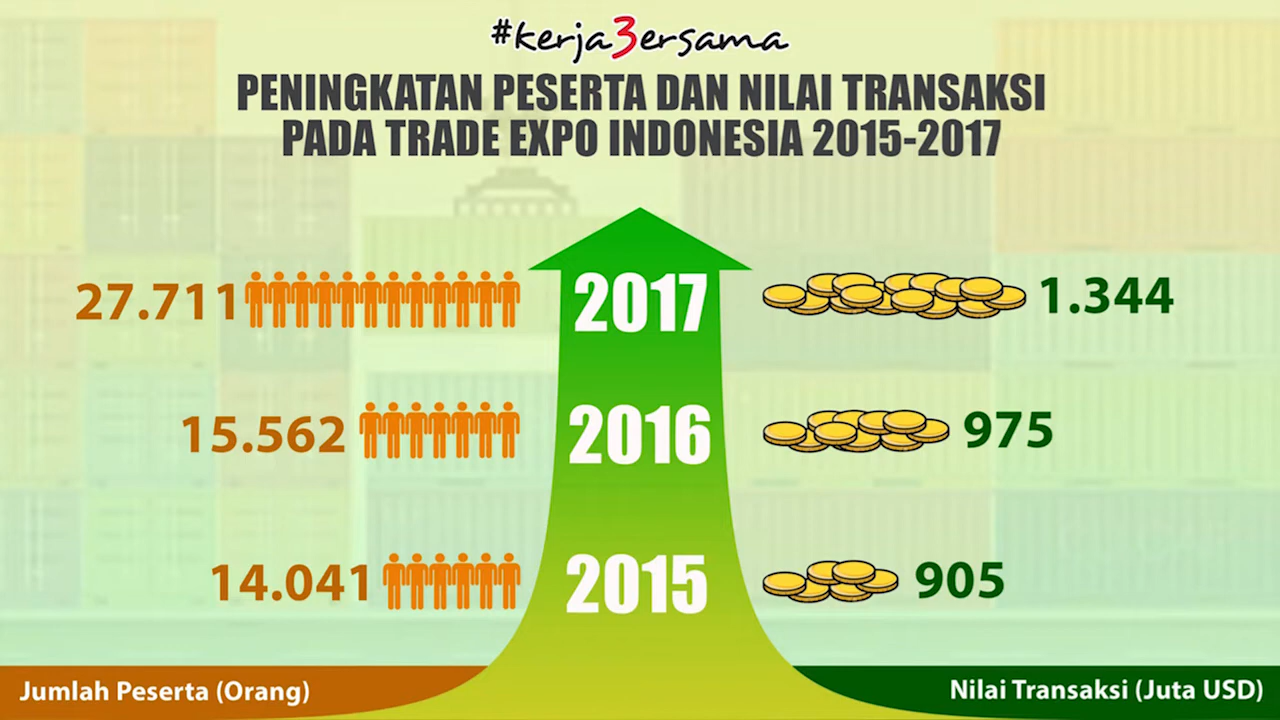 #kerja3ersama
PENINGKATAN PESERTA DAN NILAI TRANSAKSI
PADA TRADE EXPO INDONESIA 2015-2017
27.711 2017 1.344
15.562 2016 975
14.041 2015 905
Jumlah Peserta (Orang) Nilai Transaksi (Juta USD)